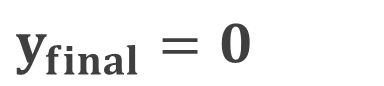 y_final = 0